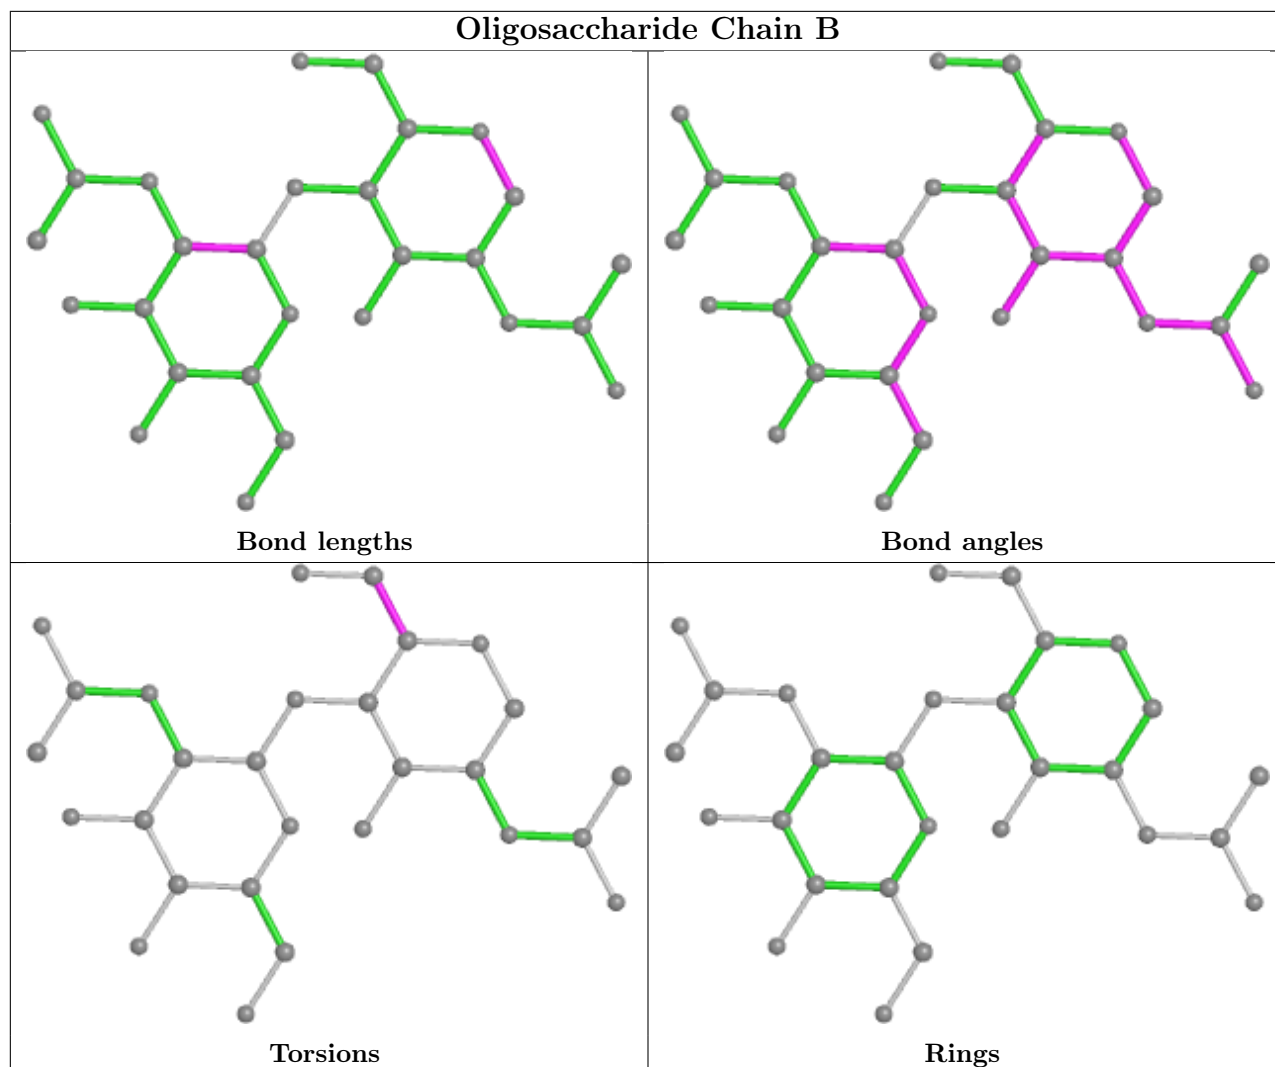 Oligosaccharide Chain B
Bond lengths
Bond angles
Torsions
Rings